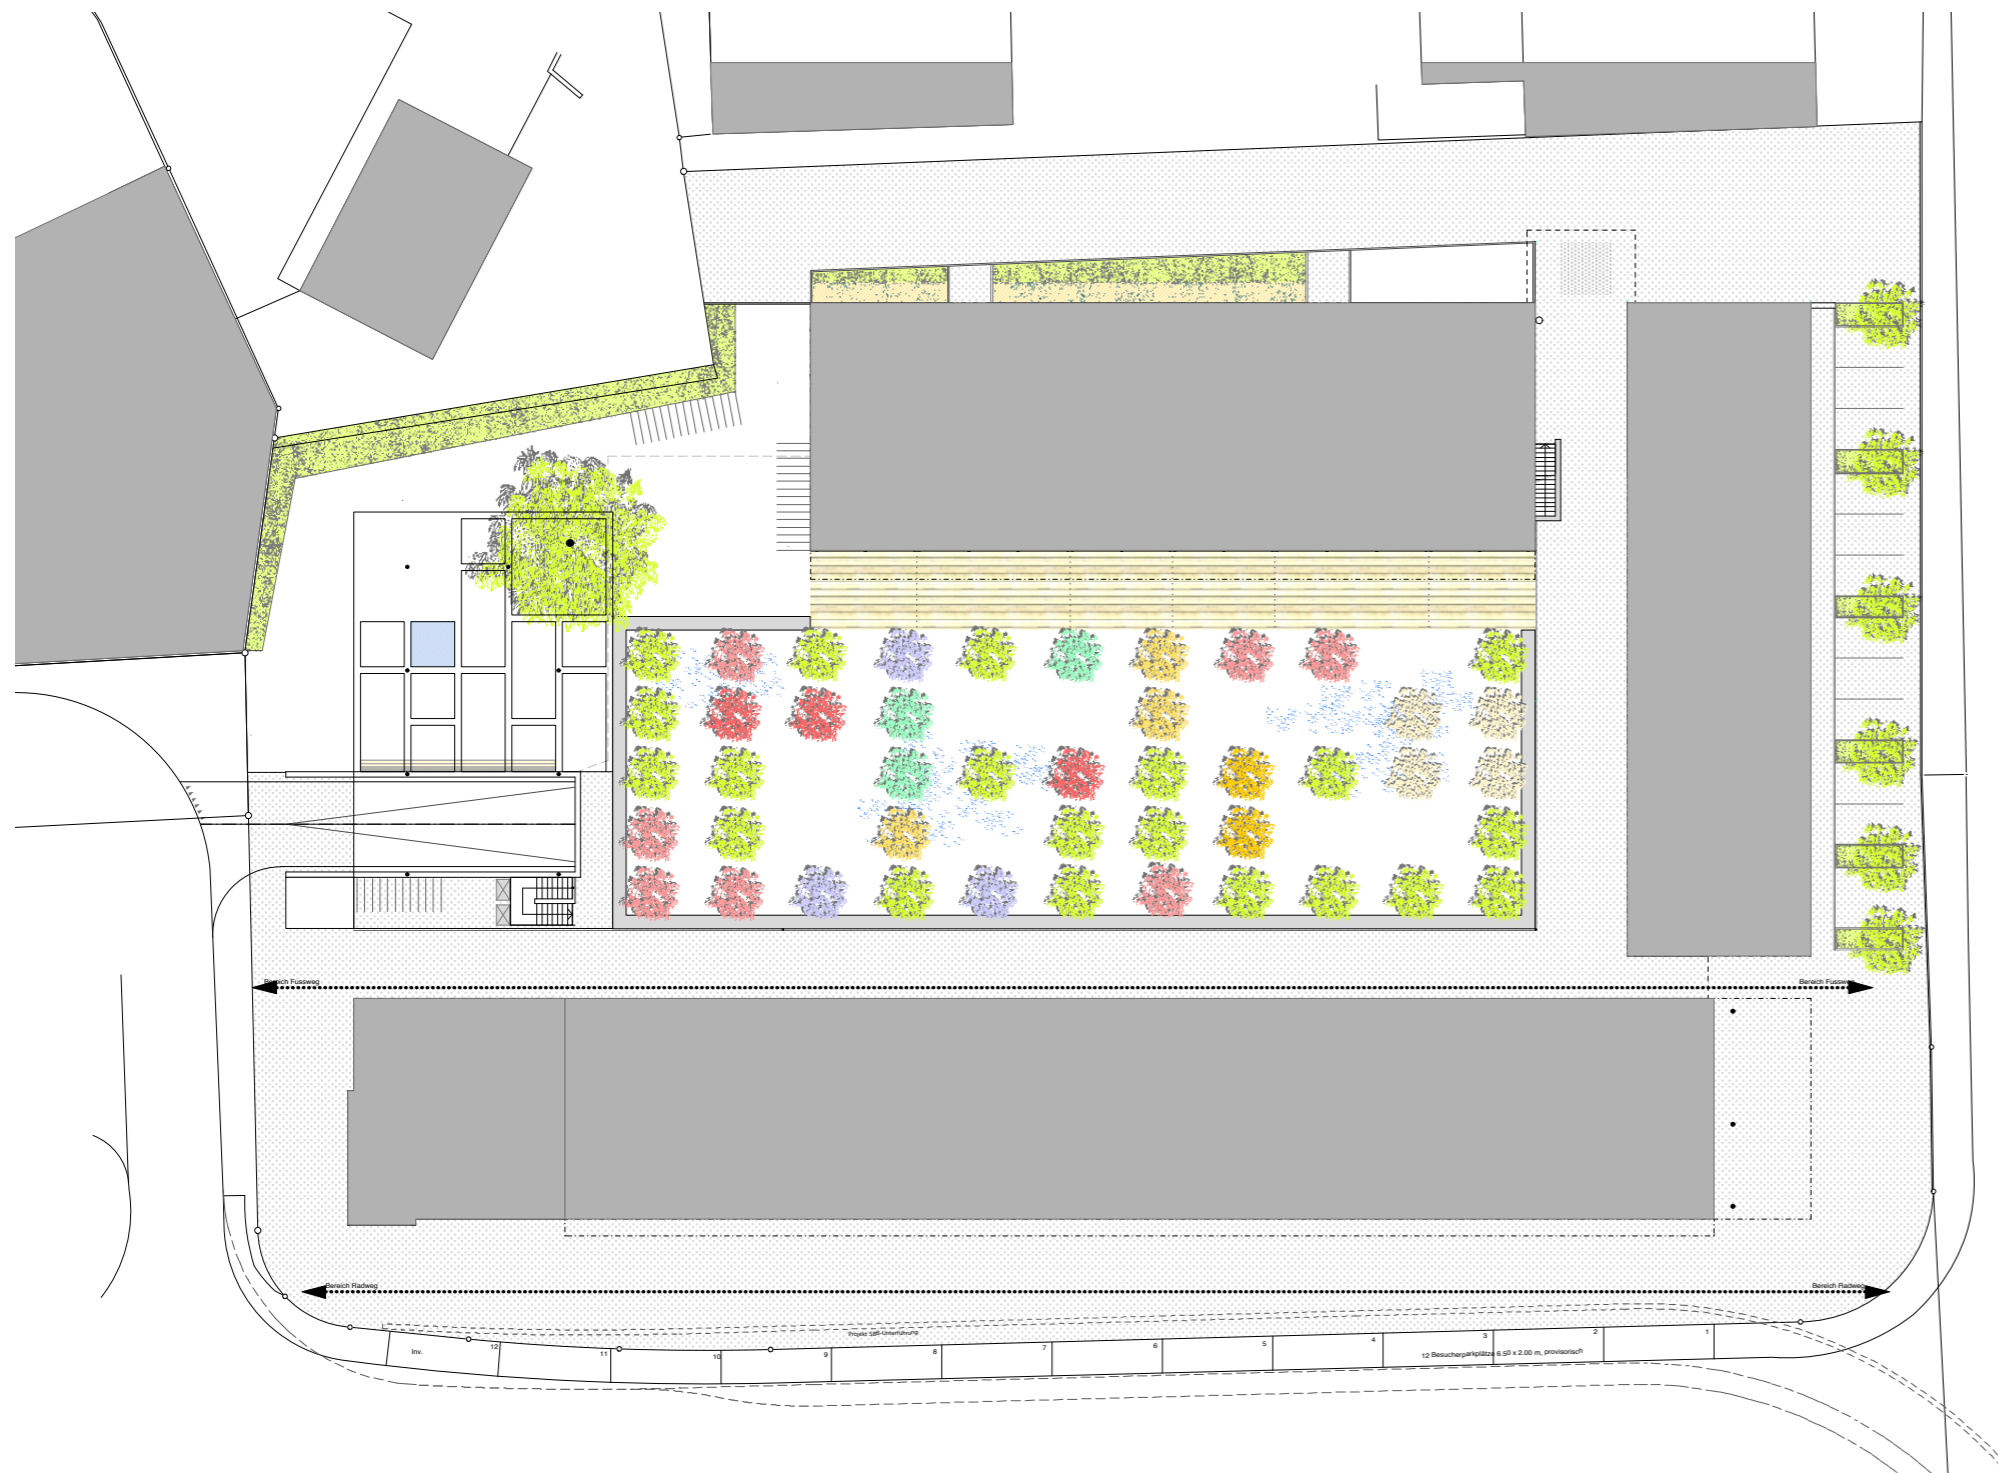 Bereich Fussweg
Bereich Fussweg
Bereich Radweg
Bereich Radweg
Projekt SBB-Unterführung
Inv.
12
11
10
9
8
7
6
5
4
3
2
1
12 Besucherparkplätze 6.50 x 2.00 m, provisorisch